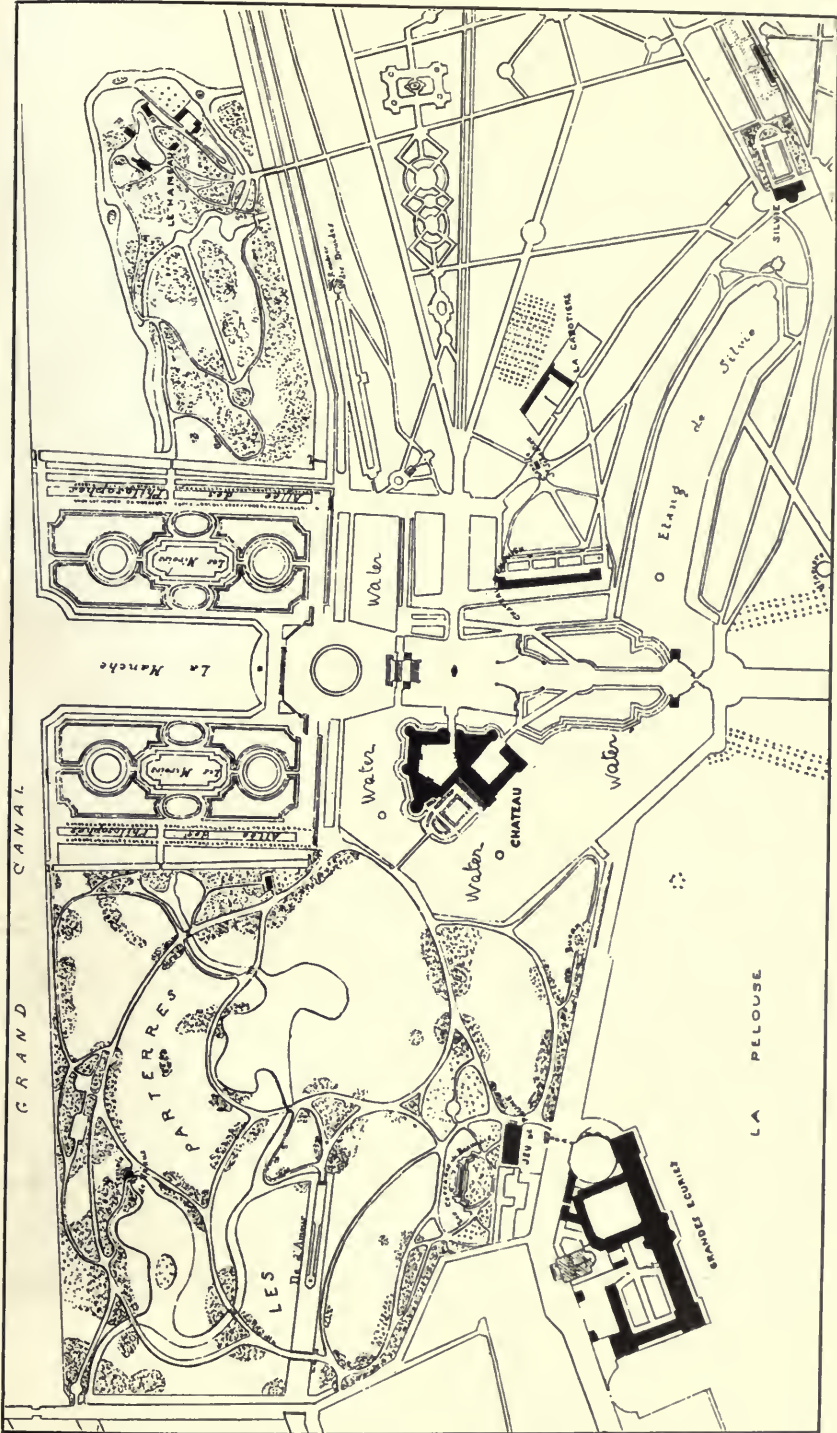 GRAND CANAL
LE HAMEAU
Allée des Philosophes
Les Miroirs
La Manche
Les Miroirs
Allée des Philosophes
Water
Water
Water
Water
CHATEAU
LA CABOTIERE
SILVIE
Etang de Silvie
LES PARTERRES
Ile d'Amour
JEU DE
GRANDES ECURIES
LA PELOUSE